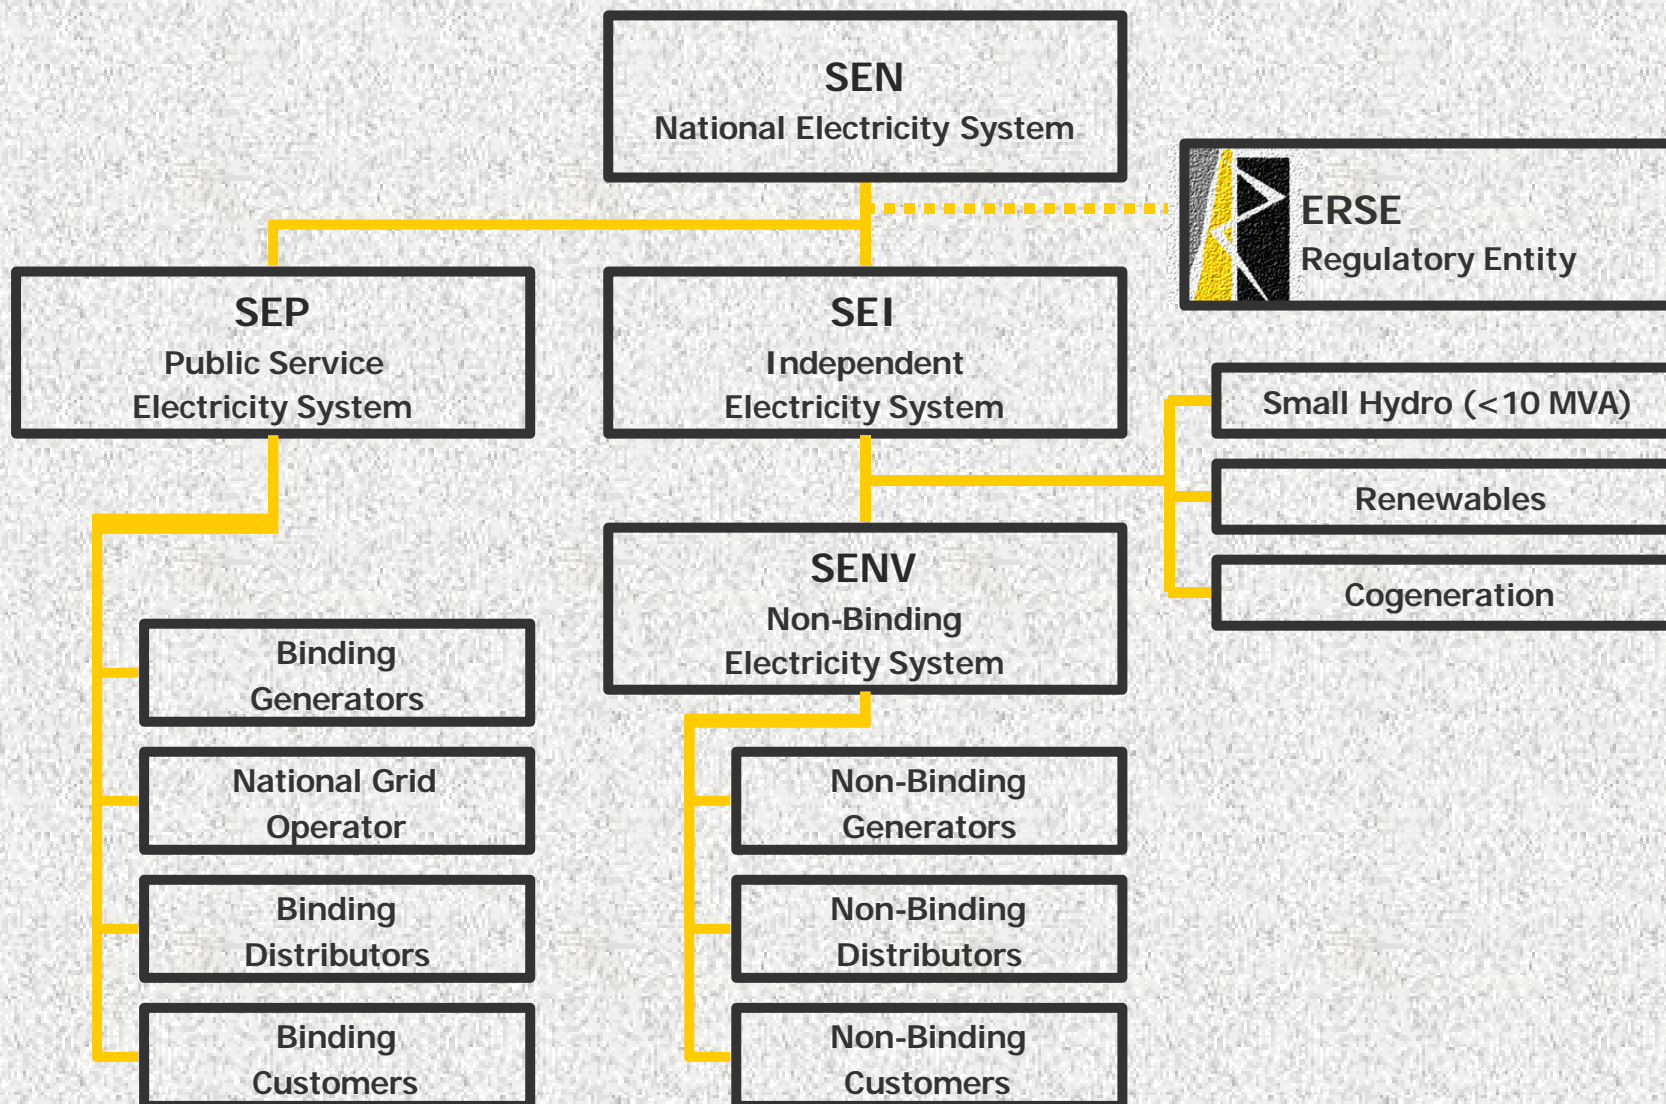 SEN
National Electricity System
ERSE
Regulatory Entity
SEP
Public Service
Electricity System
SEI
Independent
Electricity System
Small Hydro (<10 MVA)
Renewables
Cogeneration
SENV
Non-Binding
Electricity System
Binding
Generators
National Grid
Operator
Binding
Distributors
Binding
Customers
Non-Binding
Generators
Non-Binding
Distributors
Non-Binding
Customers